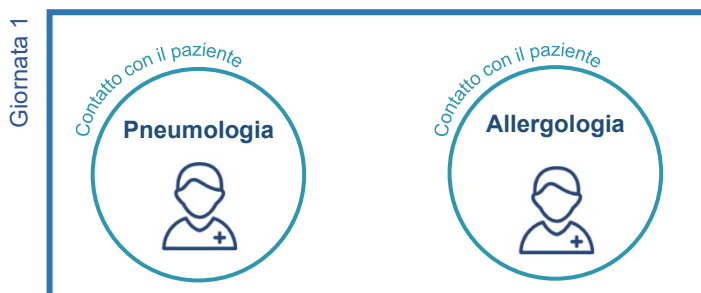 Giornata 1
Contatto con il paziente
Pneumologia
Contatto con il paziente
Allergologia